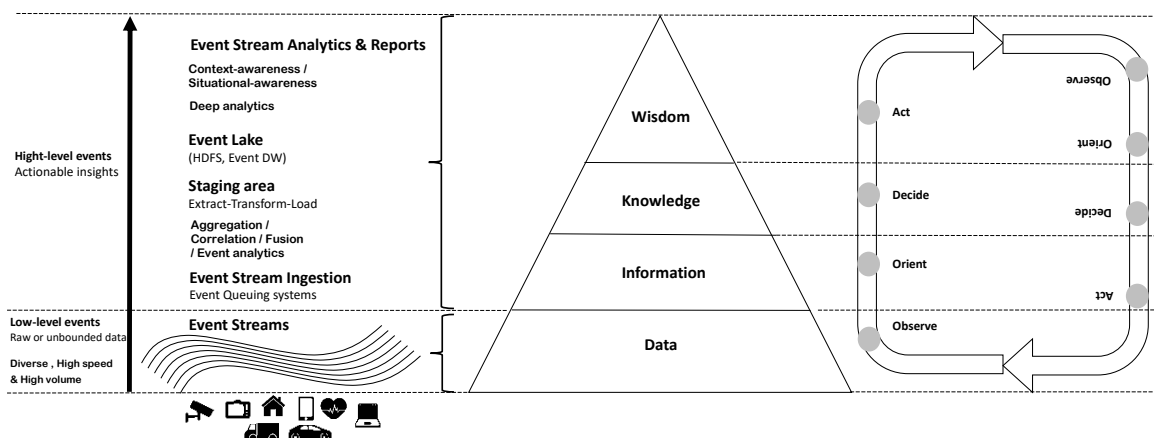 Hight-level events
Actionable insights
Low-level events
Raw or unbounded data
Diverse , High speed
& High volume
Event Stream Analytics & Reports
Context-awareness /
Situational-awareness
Deep analytics
Event Lake
(HDFS, Event DW)
Staging area
Extract-Transform-Load
Aggregation /
Correlation / Fusion
/ Event analytics
Event Stream Ingestion
Event Queuing systems
Event Streams
Wisdom
Knowledge
Information
Data
Act
Decide
Orient
Observe
Observe
Orient
Decide
Act